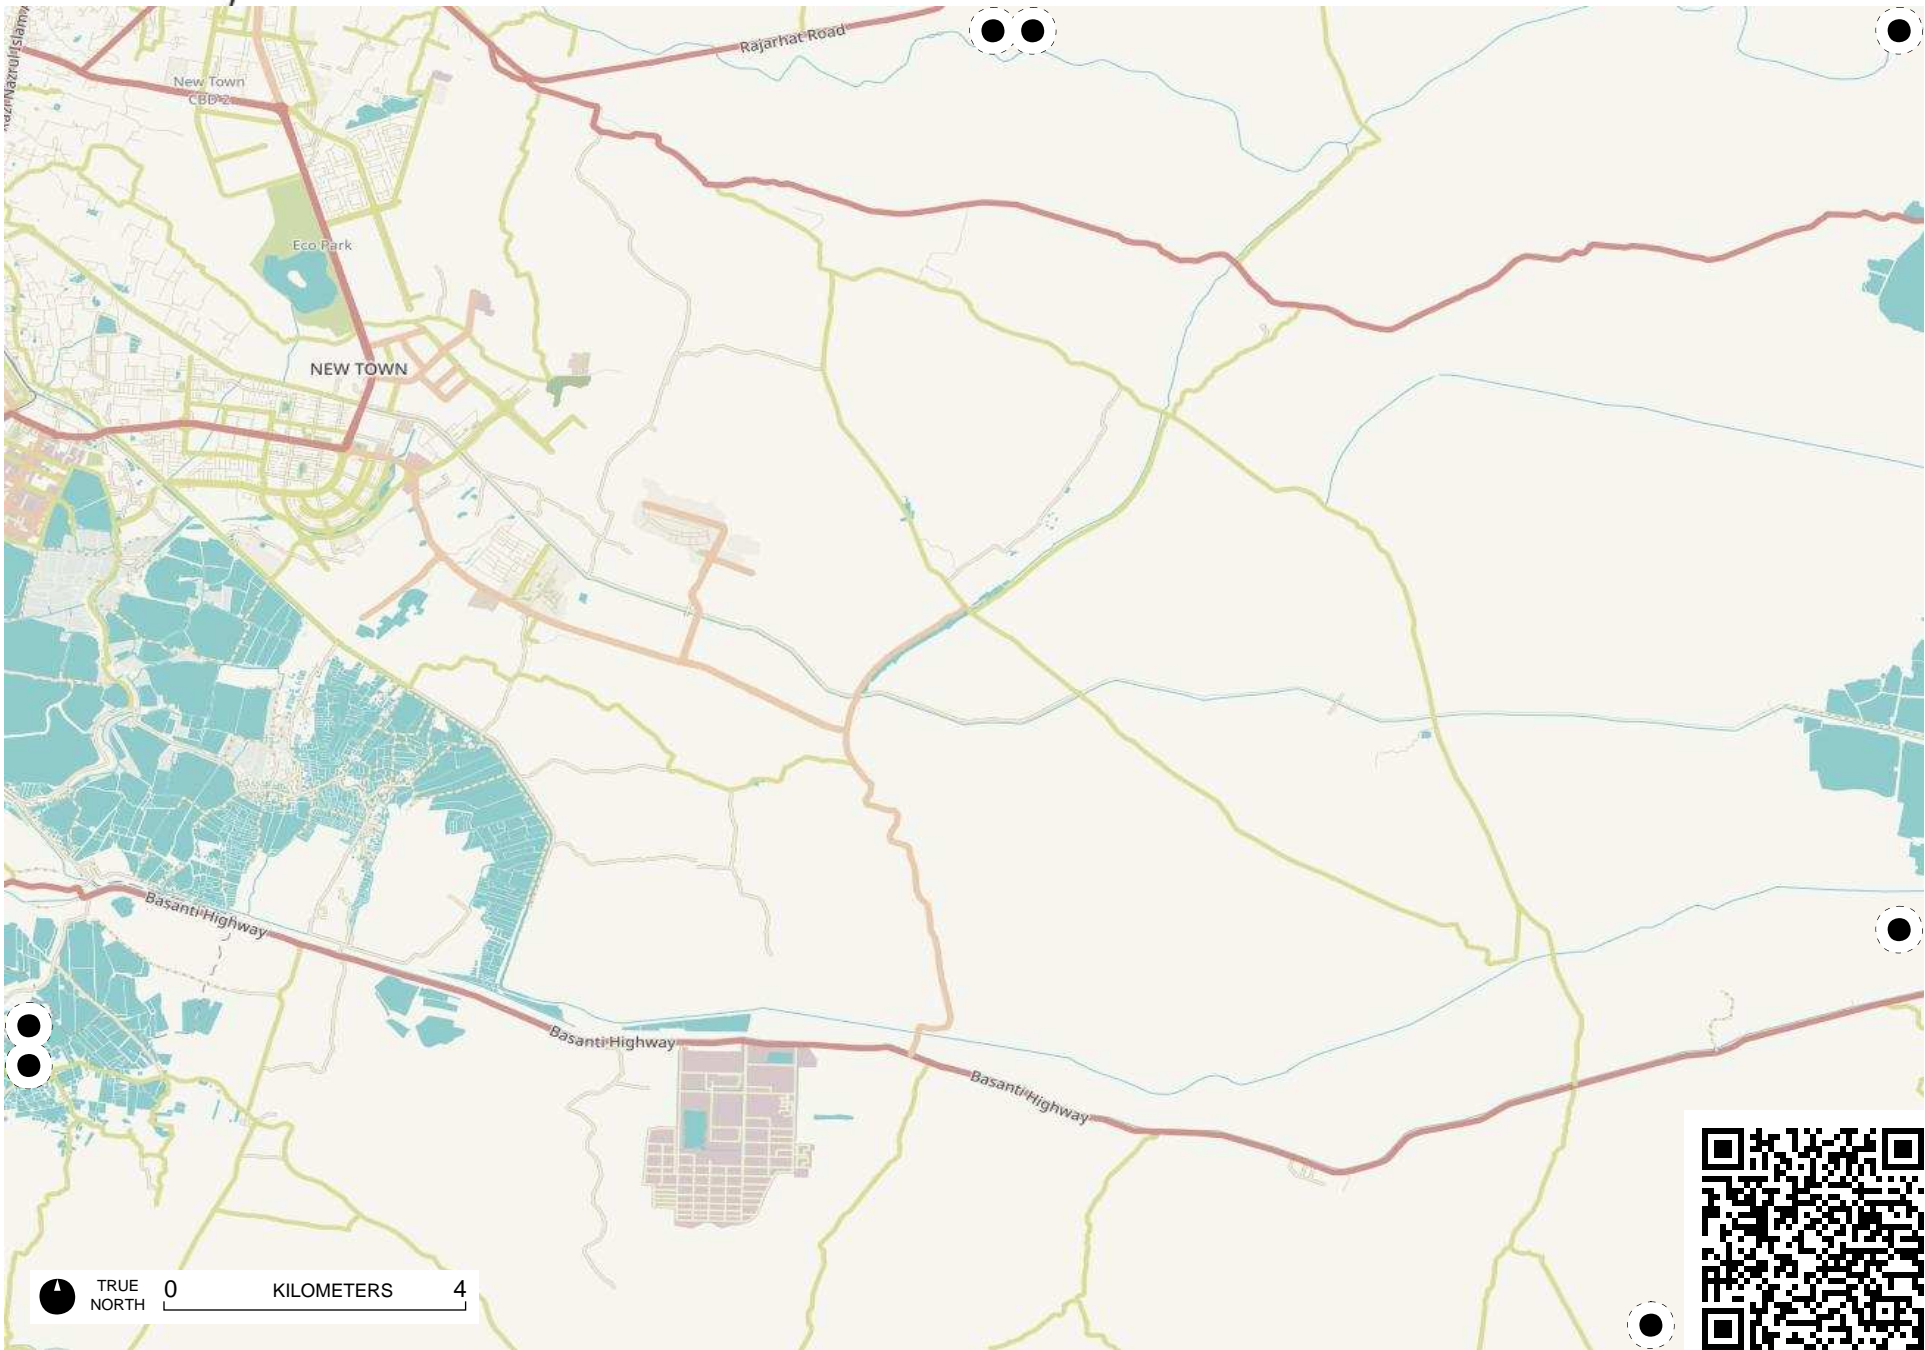 Rajarhat Road
New Town
CBD 2
Eco Park
NEW TOWN
Basanti Highway
Basanti Highway
Basanti Highway
TRUE
NORTH
0 KILOMETERS 4